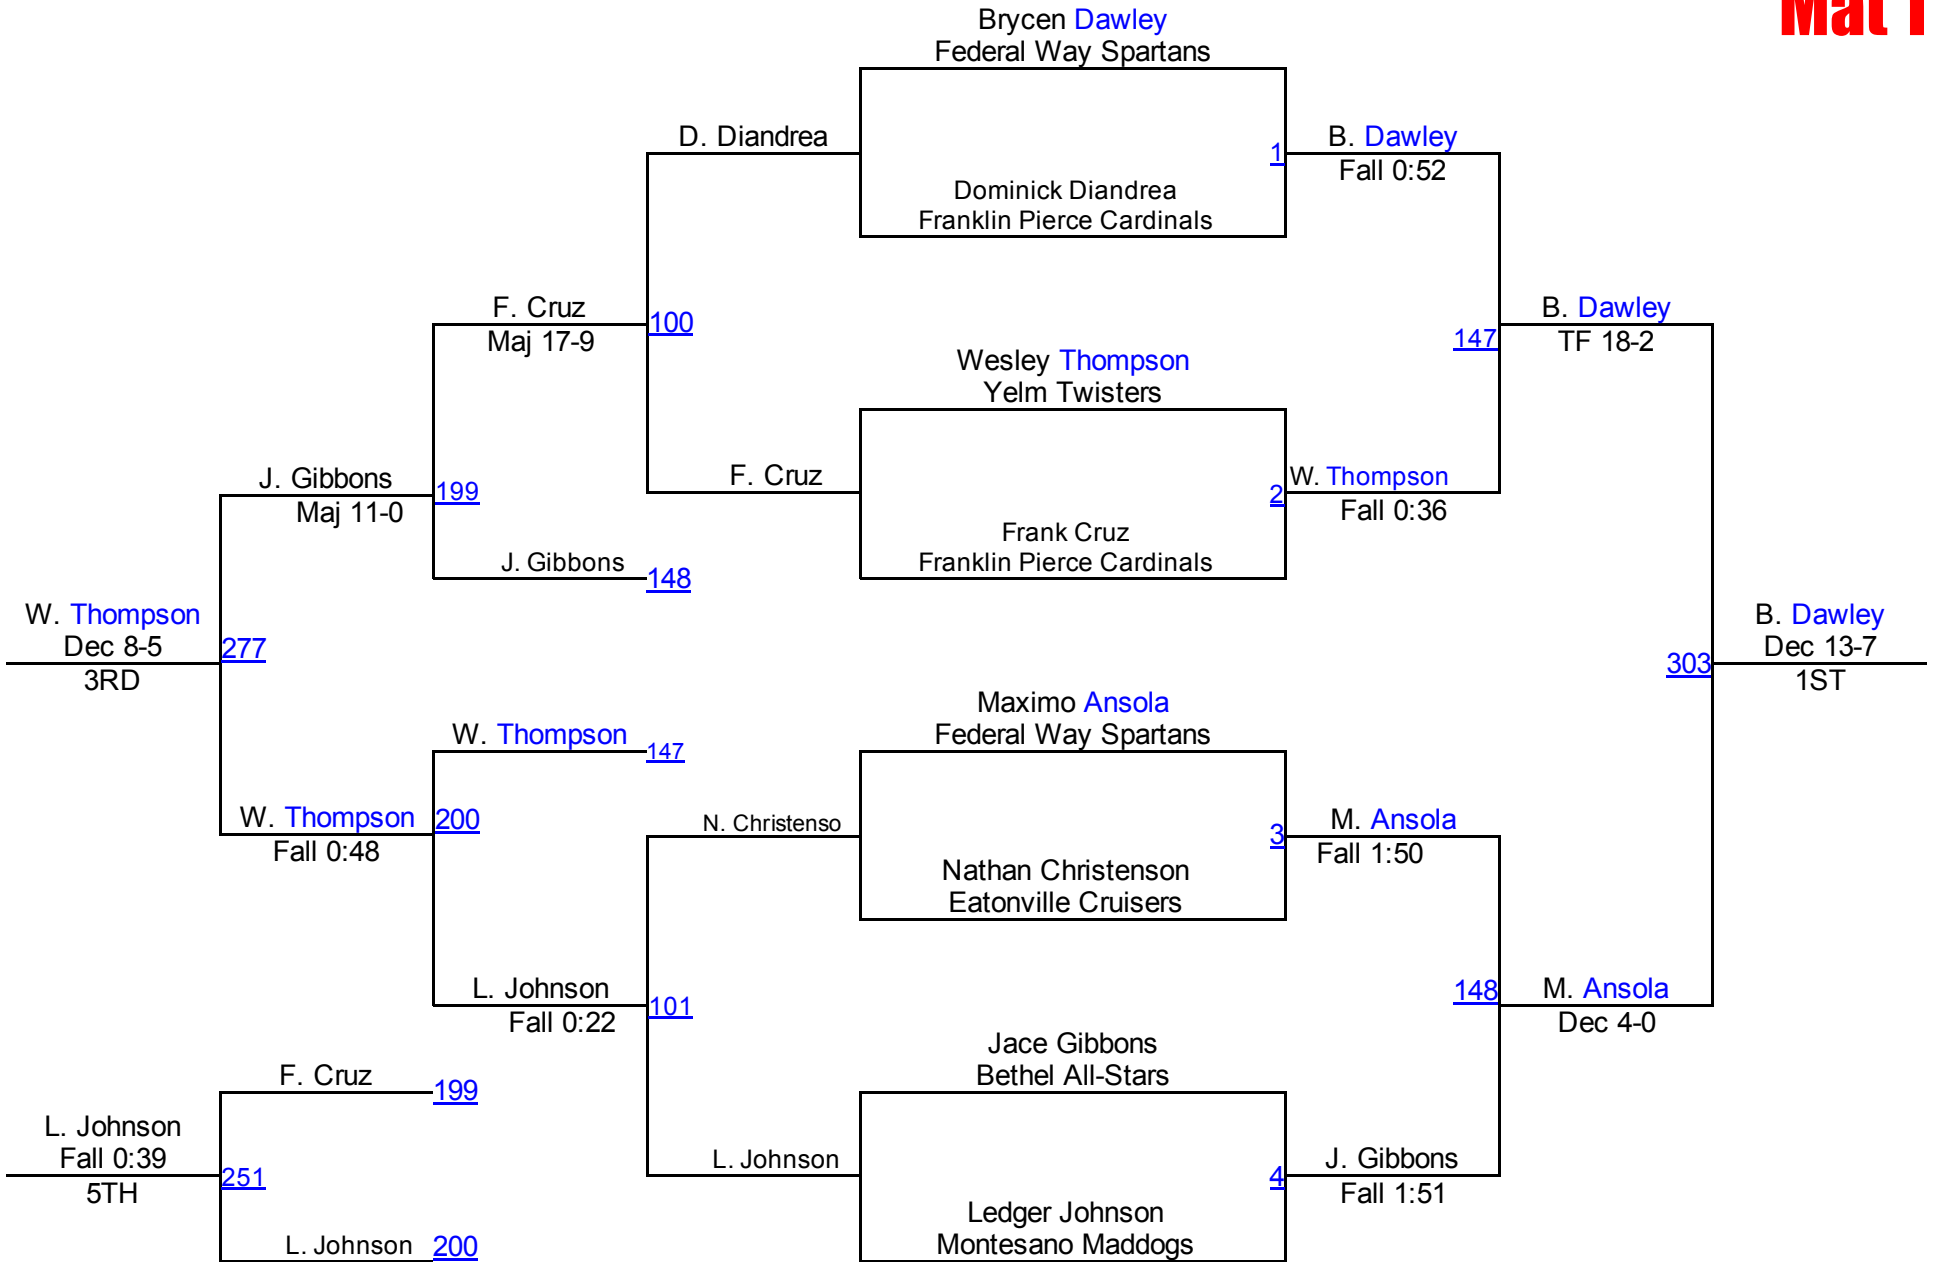 Brycen Dawley
Federal Way Spartans
D. Diandrea
1
B. Dawley
Fall 0:52
Dominick Diandrea
Franklin Pierce Cardinals
F. Cruz
Maj 17-9
100
B. Dawley
TF 18-2
147
Wesley Thompson
Yelm Twisters
J. Gibbons
Maj 11-0
199
F. Cruz
2
W. Thompson
Fall 0:36
Frank Cruz
Franklin Pierce Cardinals
J. Gibbons
148
W. Thompson
Dec 8-5
3RD
277
B. Dawley
Dec 13-7
1ST
303
Maximo Ansola
Federal Way Spartans
W. Thompson
147
W. Thompson
Fall 0:48
200
N. Christenso
3
M. Ansola
Fall 1:50
Nathan Christenson
Eatonville Cruisers
L. Johnson
Fall 0:22
101
148
M. Ansola
Dec 4-0
Jace Gibbons
Bethel All-Stars
F. Cruz
199
L. Johnson
Fall 0:39
5TH
251
L. Johnson
4
J. Gibbons
Fall 1:51
Ledger Johnson
Montesano Maddogs
L. Johnson
200